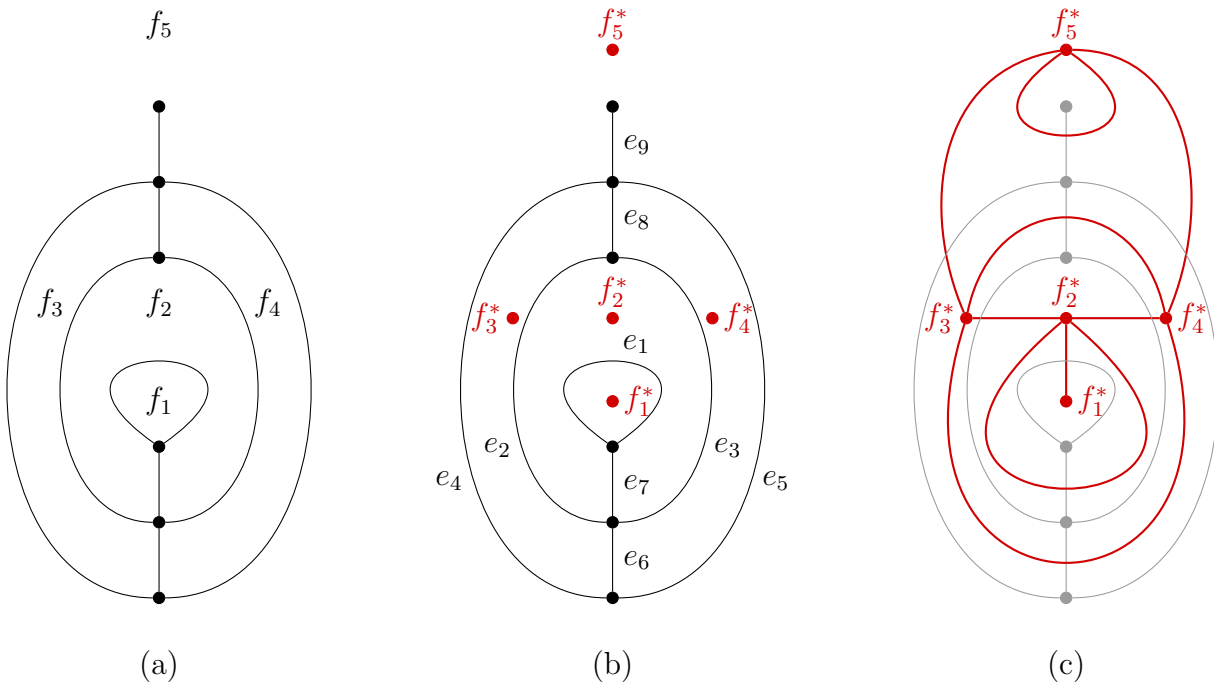 f₅
f₃
f₂
f₄
f₁
(a)
f₅*
e₉
e₈
f₃*
f₂*
f₄*
e₁
f₁*
e₂
e₃
e₄
e₇
e₅
e₆
(b)
f₅*
f₃*
f₂*
f₄*
f₁*
(c)